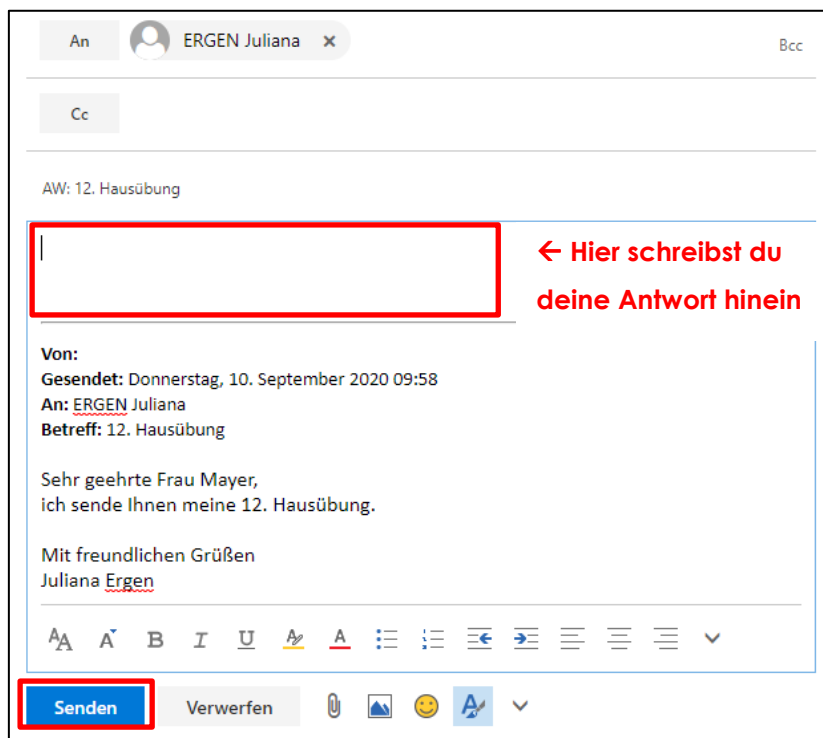 An ERGEN Juliana × Bcc
Cc
AW: 12. Hausübung
← Hier schreibst du
deine Antwort hinein
Von:
Gesendet: Donnerstag, 10. September 2020 09:58
An: ERGEN Juliana
Betreff: 12. Hausübung
Sehr geehrte Frau Mayer,
ich sende Ihnen meine 12. Hausübung.
Mit freundlichen Grüßen
Juliana Ergen
Senden Verwerfen